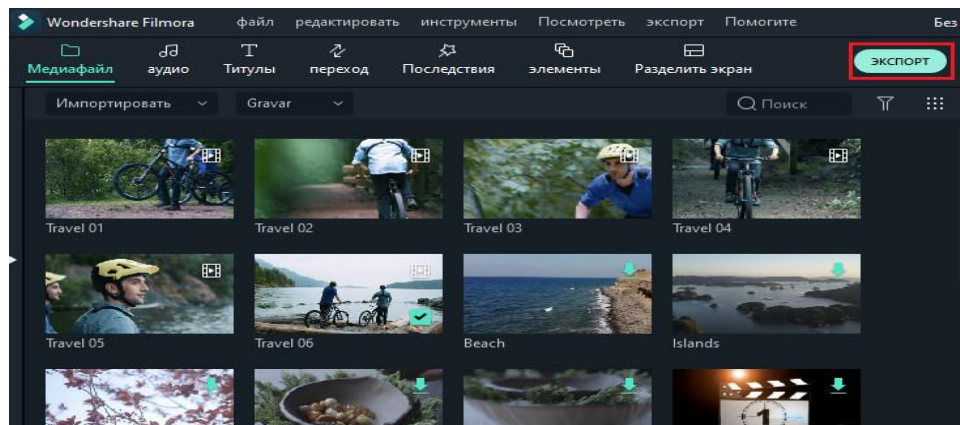 Wondershare Filmora файл редактировать инструменты Посмотреть экспорт Помогите Без
Медиафайл аудио Титулы переход Последствия элементы Разделить экран экспорт
Импортировать Gravar Поиск
Travel 01 Travel 02 Travel 03 Travel 04
Travel 05 Travel 06 Beach Islands
1